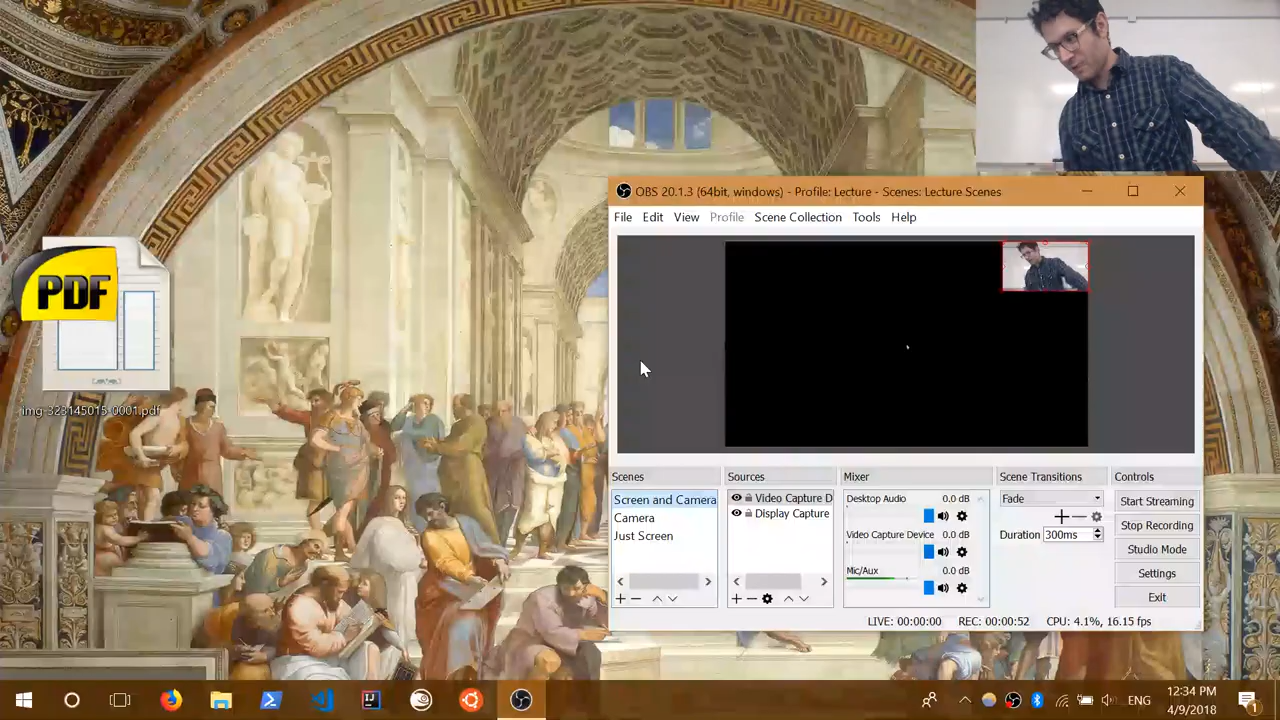 OBS 20.1.3 (64bit, windows) - Profile: Lecture - Scenes: Lecture Scenes
File Edit View Profile Scene Collection Tools Help
PDF
img-323145015-0001.pdf
Scenes
Screen and Camera
Camera
Just Screen
Sources
Video Capture D
Display Capture
Mixer
Desktop Audio 0.0 dB
Video Capture Device 0.0 dB
Mic/Aux 0.0 dB
Scene Transitions
Fade
Duration 300ms
Controls
Start Streaming
Stop Recording
Studio Mode
Settings
Exit
LIVE: 00:00:00 REC: 00:00:52 CPU: 4.1%, 16.15 fps
ENG
12:34 PM
4/9/2018
1